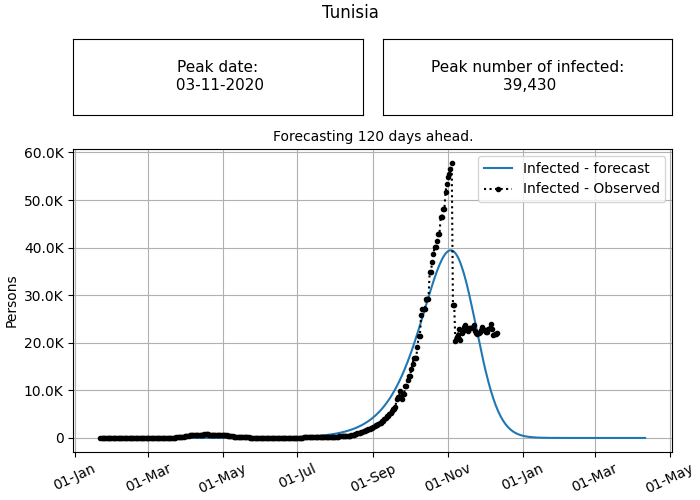 Tunisia
Peak date:
03-11-2020
Peak number of infected:
39,430
Forecasting 120 days ahead.
60.0K
50.0K
40.0K
30.0K
20.0K
10.0K
0
Persons
Infected - forecast
Infected - Observed
01-Jan
01-Mar
01-May
01-Jul
01-Sep
01-Nov
01-Jan
01-Mar
01-May